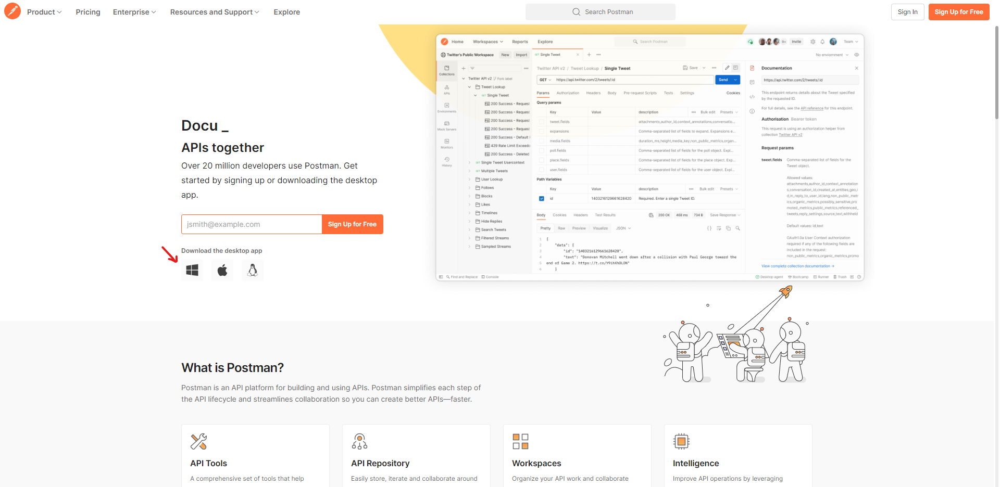 Product
Pricing
Enterprise
Resources and Support
Explore
Search Postman
Sign In
Sign Up for Free
Docu _
APIs together
Over 20 million developers use Postman. Get
started by signing up or downloading the desktop
app.
jsmith@example.com
Sign Up for Free
Download the desktop app
Home
Workspaces
Reports
Explore
Search Postman
9+
Invite
Team
Twitter's Public Workspace
New
Import
GET Single Tweet
No enviornment
Collections
APIs
Environments
Mock Servers
Monitors
History
Twitter API v2
Fork label
Tweet Lookup
GET Single Tweet
200 Success - Request
200 Success - Request
200 Success - Request
200 Success - Request
200 Success - Default
429 Rate Limit Exceede
200 Success - Deleted
GET Single Tweet Usercontext
GET Multiple Tweets
User Lookup
Follows
Blocks
Likes
Timelines
Hide Replies
Search Tweets
Filtered Streams
Sampled Streams
Twitter API v2 / Tweet Lookup / Single Tweet
Save
GET
https://api.twitter.com/2/tweets/:id
Send
Params
Authorization
Headers
Body
Pre-request Scripts
Tests
Settings
Cookies
Query params
Key
Value
description
Bulk edit
Presets
tweet.fields
attachments,author_id,context_annotations,conversatio...
expansions
Comma-separated list of fields to expand. Expansions e...
media.fields
duration_ms,height,media_key,non_public_metrics,organ...
poll.fields
Comma-separated list of fields for the poll object. Expl...
place.fields
Comma-separated list of fields for the place object. Exp...
user.fields
Comma-separated list of fields for the user object. Expl...
Path Variables
Key
Value
description
Bulk edit
Presets
id
1403216129661628420
Required. Enter a single Tweet ID.
Body
Cookies
Headers
Test Results
200 OK
468 ms
734 B
Save Response
Pretty
Raw
Preview
Visualize
JSON
1 {
2 "data": {
3 "id": "1403216129661628420",
4 "text": "Donovan Mitchell went down after a collision with Paul George toward the
5 end of Game 2. https://t.co/Y9ihXhDLDN"
6 }
Documentation
https://api.twitter.com/2/tweets/:id
This endpoint returns details about the Tweet specified
by the requested ID.
For full details, see the API reference for this endpoint.
Authorisation Bearer token
This request is using an authorization helper from
collection Twitter API v2
Request params
tweet.fields
Comma-separated list of fields for the
Tweet object.
Allowed values:
attachments,author_id,context_annotation
s,conversation_id,created_at,entities,geo,i
d,in_reply_to_user_id,lang,non_public_metr
ics,organic_metrics,possibly_sensitive,pro
moted_metrics,public_metrics,referenced_
tweets,reply_settings,source,text,withheld
Default values: id,text
OAuth1.0a User Context authorization
required if any of the following fields are
included in the request:
non_public_metrics,organic_metrics,promo
View complete collection documentation →
Find and Replace
Console
Desktop agent
Bootcamp
Runner
Trash
What is Postman?
Postman is an API platform for building and using APIs. Postman simplifies each step of
the API lifecycle and streamlines collaboration so you can create better APIs—faster.
API Tools
A comprehensive set of tools that help
API Repository
Easily store, iterate and collaborate around
Workspaces
Organize your API work and collaborate
Intelligence
Improve API operations by leveraging